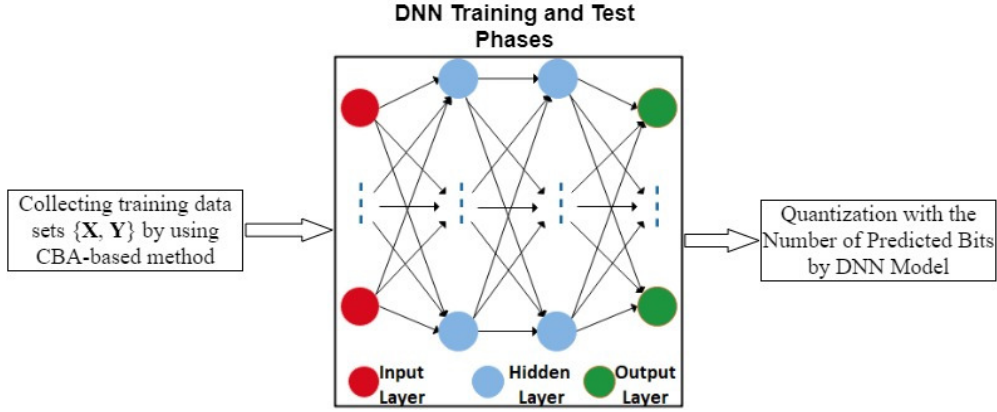 DNN Training and Test
Phases
Collecting training data
sets {X, Y} by using
CBA-based method
Quantization with the
Number of Predicted Bits
by DNN Model
Input
Layer
Hidden
Layer
Output
Layer